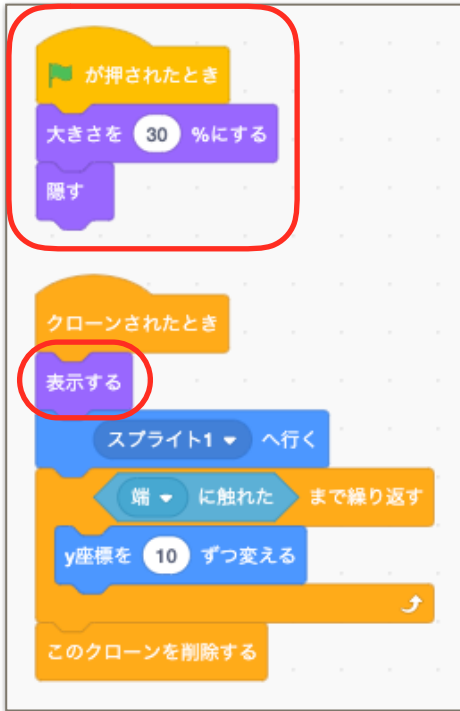 が押されたとき
大きさを 30 %にする
隠す
クローンされたとき
表示する
スプライト1 へ行く
端 に触れた まで繰り返す
y座標を 10 ずつ変える
このクローンを削除する